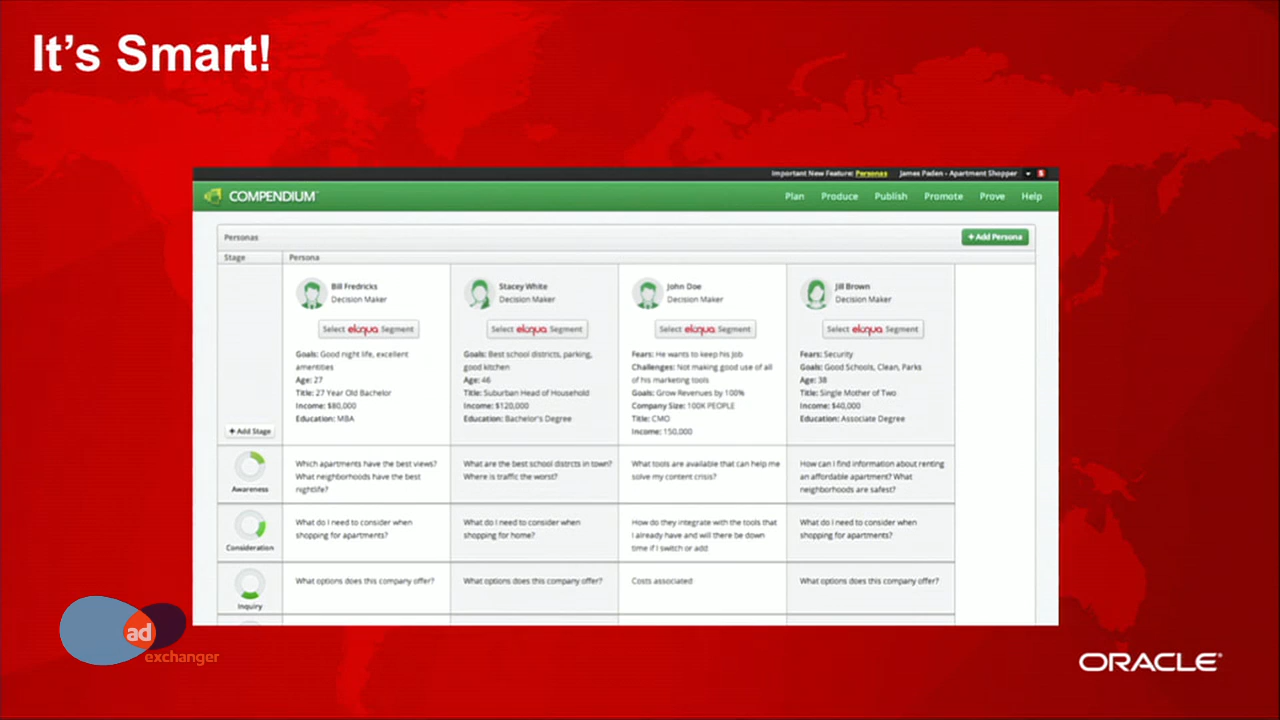 It's Smart!
Important New Feature: Personas James Paden - Apartment Shopper 5
COMPENDIUM™ Plan Produce Publish Promote Prove Help
Personas + Add Persona
Stage Persona
Bill Fredricks
Decision Maker
Select eloqua Segment
Goals: Good night life, excellent
amentities
Age: 27
Title: 27 Year Old Bachelor
Income: $80,000
Education: MBA
Stacey White
Decision Maker
Select eloqua Segment
Goals: Best school districts, parking,
good kitchen
Age: 46
Title: Suburban Head of Household
Income: $120,000
Education: Bachelor's Degree
John Doe
Decision Maker
Select eloqua Segment
Fears: He wants to keep his job
Challenges: Not making good use of all
of his marketing tools
Goals: Grow Revenues by 100%
Company Size: 100K PEOPLE
Title: CMO
Income: 150,000
Jill Brown
Decision Maker
Select eloqua Segment
Fears: Security
Goals: Good Schools, Clean, Parks
Age: 38
Title: Single Mother of Two
Income: $40,000
Education: Associate Degree
+ Add Stage
Awareness
Which apartments have the best views?
What neighborhoods have the best
nightlife?
What are the best school distrcts in town?
Where is traffic the worst?
What tools are available that can help me
solve my content crisis?
How can I find information about renting
an affordable apartment? What
neighborhoods are safest?
Consideration
What do I need to consider when
shopping for apartments?
What do I need to consider when
shopping for home?
How do they integrate with the tools that
I already have and will there be down
time if I switch or add
What do I need to consider when
shopping for apartments?
Inquiry
What options does this company offer?
What options does this company offer?
Costs associated
What options does this company offer?
ad
exchanger
ORACLE®